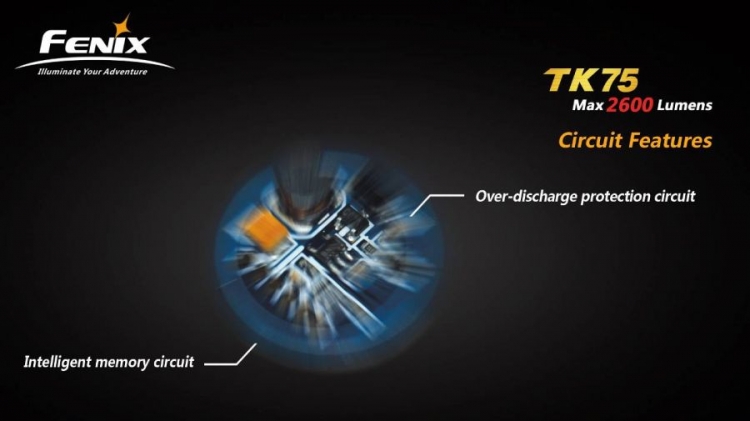 FENIX
Illuminate Your Adventure
TK75
Max 2600 Lumens
Circuit Features
Over-discharge protection circuit
Intelligent memory circuit